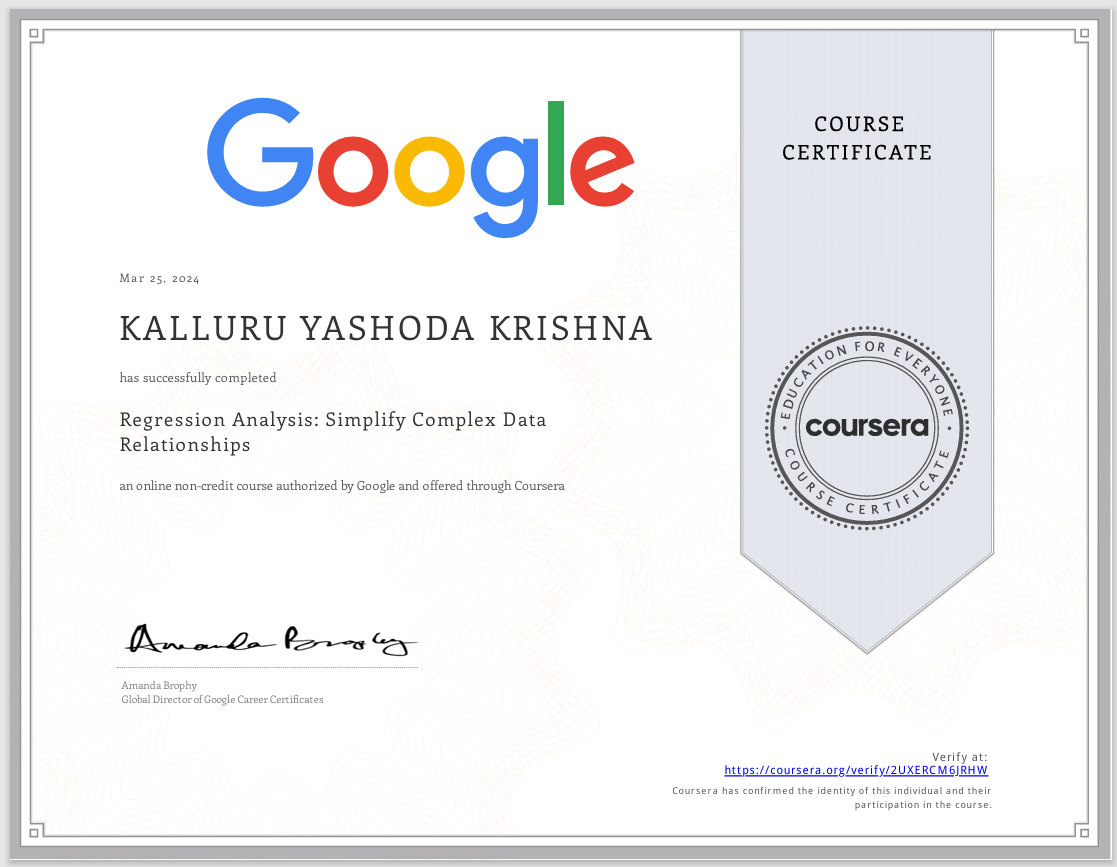 Google
COURSE
CERTIFICATE
Mar 25, 2024
KALLURU YASHODA KRISHNA
has successfully completed
Regression Analysis: Simplify Complex Data
Relationships
an online non-credit course authorized by Google and offered through Coursera
EDUCATION FOR EVERYONE
coursera
COURSE CERTIFICATE
Amanda Brophy
Amanda Brophy
Global Director of Google Career Certificates
Verify at:
https://coursera.org/verify/2UXERCM6JRHW
Coursera has confirmed the identity of this individual and their
participation in the course.